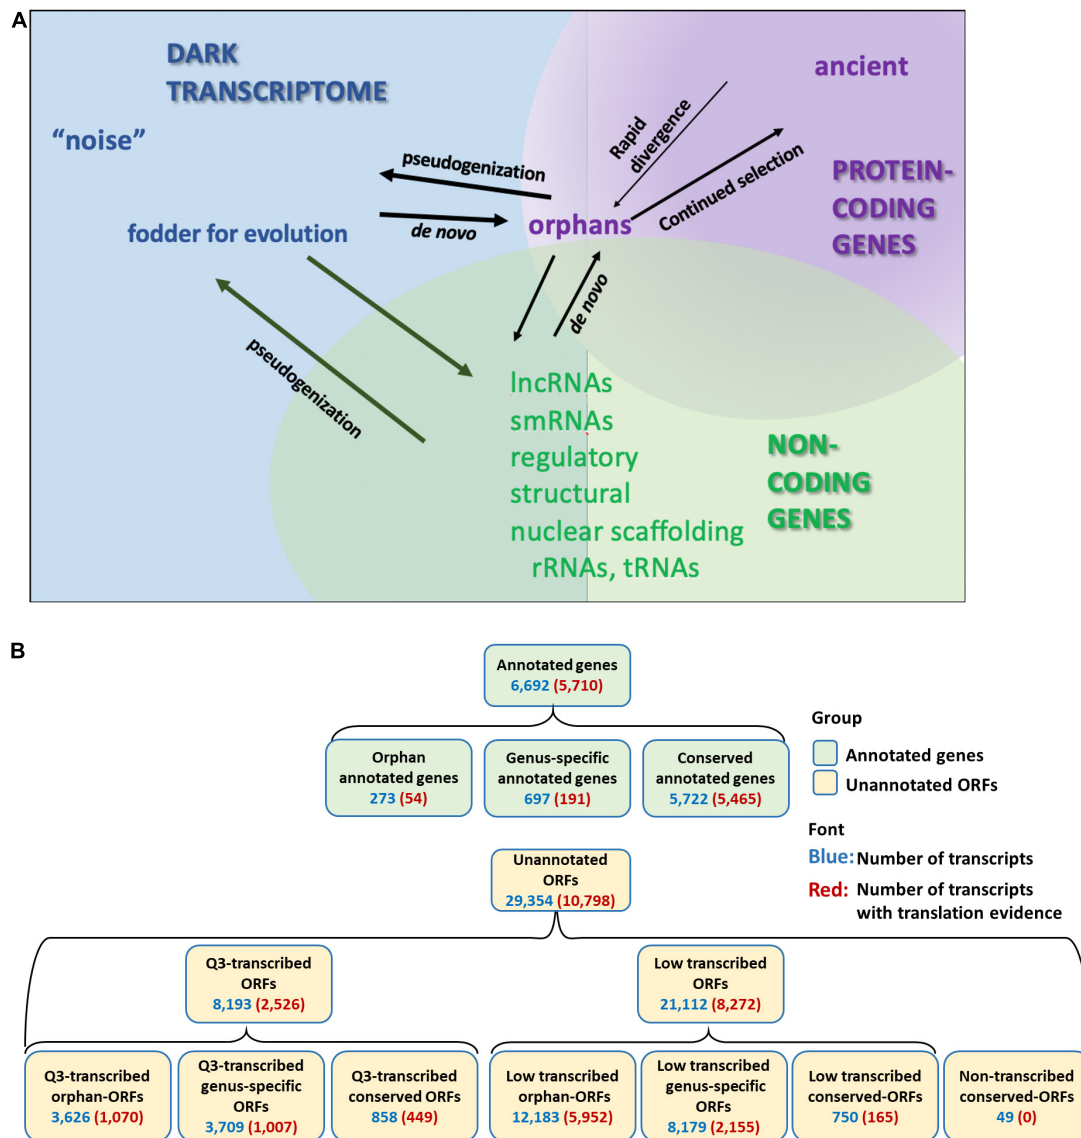 A
DARK
TRANSCRIPTOME
"noise"
ancient
Rapid
divergence
pseudogenization
Continued selection
PROTEIN-
CODING
GENES
orphans
de novo
fodder for evolution
de novo
pseudogenization
lncRNAs
smRNAs
regulatory
structural
nuclear scaffolding
rRNAs, tRNAs
NON-
CODING
GENES
B
Annotated genes
6,692 (5,710)
Orphan
annotated genes
273 (54)
Genus-specific
annotated genes
697 (191)
Conserved
annotated genes
5,722 (5,465)
Group
Annotated genes
Unannotated ORFs
Font
Blue: Number of transcripts
Red: Number of transcripts
with translation evidence
Unannotated
ORFs
29,354 (10,798)
Q3-transcribed
ORFs
8,193 (2,526)
Low transcribed
ORFs
21,112 (8,272)
Q3-transcribed
orphan-ORFs
3,626 (1,070)
Q3-transcribed
genus-specific
ORFs
3,709 (1,007)
Q3-transcribed
conserved ORFs
858 (449)
Low transcribed
orphan-ORFs
12,183 (5,952)
Low transcribed
genus-specific
ORFs
8,179 (2,155)
Low transcribed
conserved-ORFs
750 (165)
Non-transcribed
conserved-ORFs
49 (0)